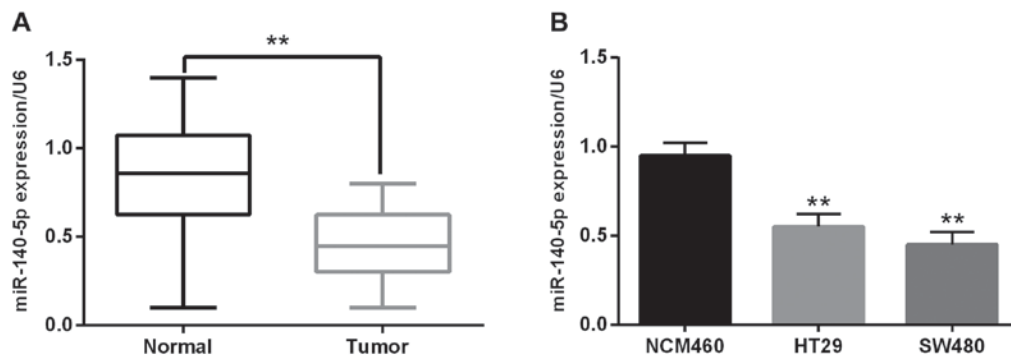 A
**
miR-140-5p expression/U6
1.5
1.0
0.5
0.0
Normal
Tumor
B
miR-140-5p expression/U6
1.5
1.0
0.5
0.0
**
**
NCM460
HT29
SW480